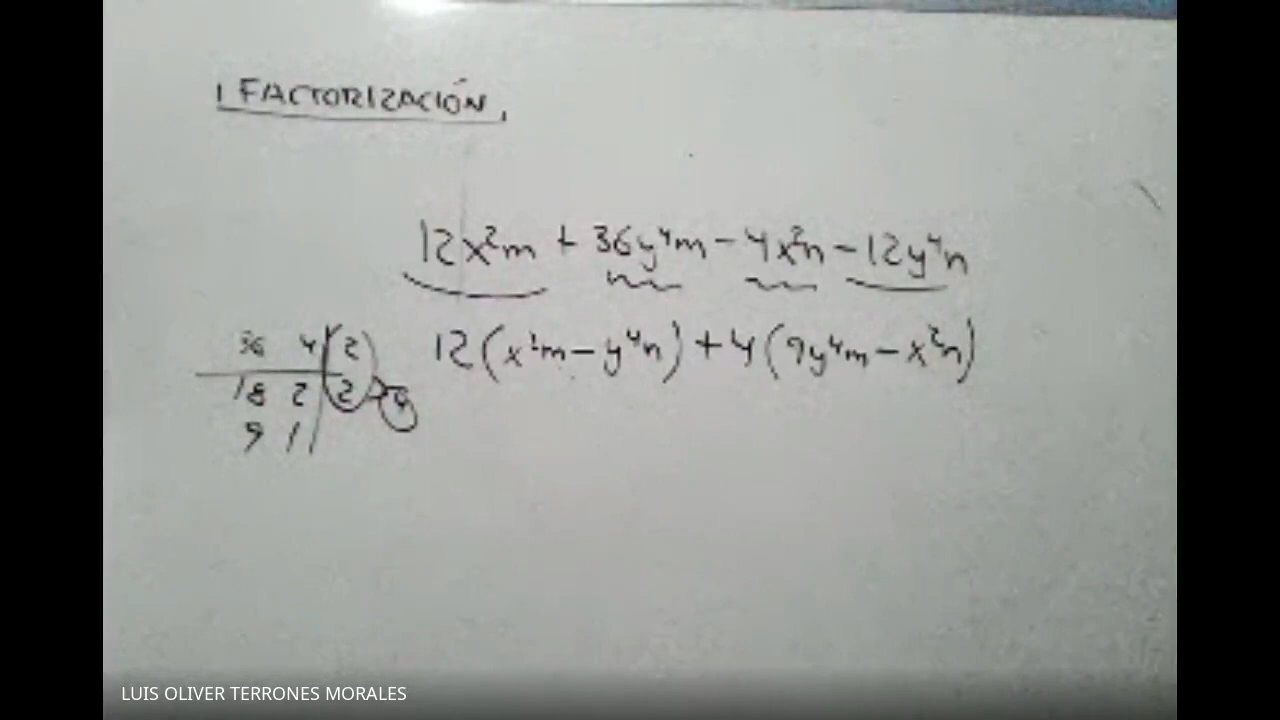 FACTORIZACIÓN
12x²m + 36y⁴m - 4x²n - 12y⁴n
12(x²m - y⁴n) + 4(9y⁴m - x²n)
36 4 2
18 2 2
9 1
LUIS OLIVER TERRONES MORALES